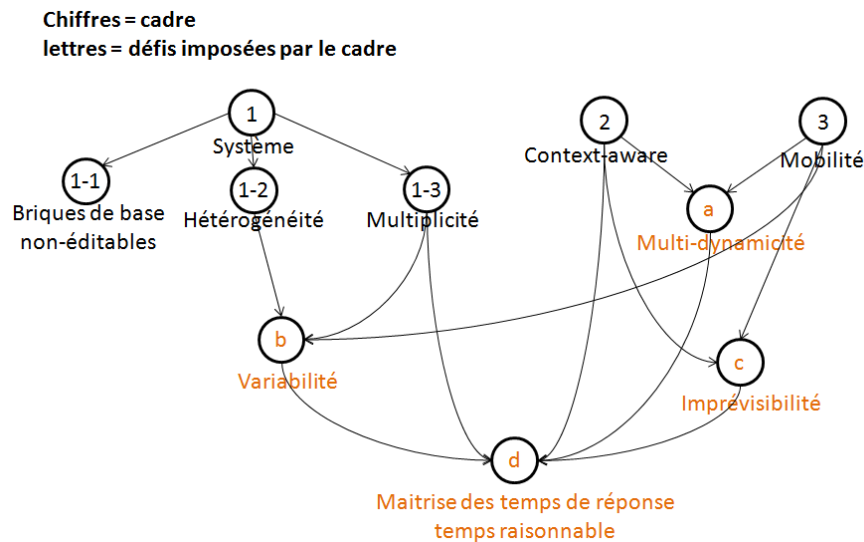 Chiffres = cadre
lettres = défis imposées par le cadre
1
Système
2
Context-aware
3
Mobilité
1-1
Briques de base
non-éditables
1-2
Hétérogénéité
1-3
Multiplicité
a
Multi-dynamicité
b
Variabilité
c
Imprévisibilité
d
Maitrise des temps de réponse
temps raisonnable